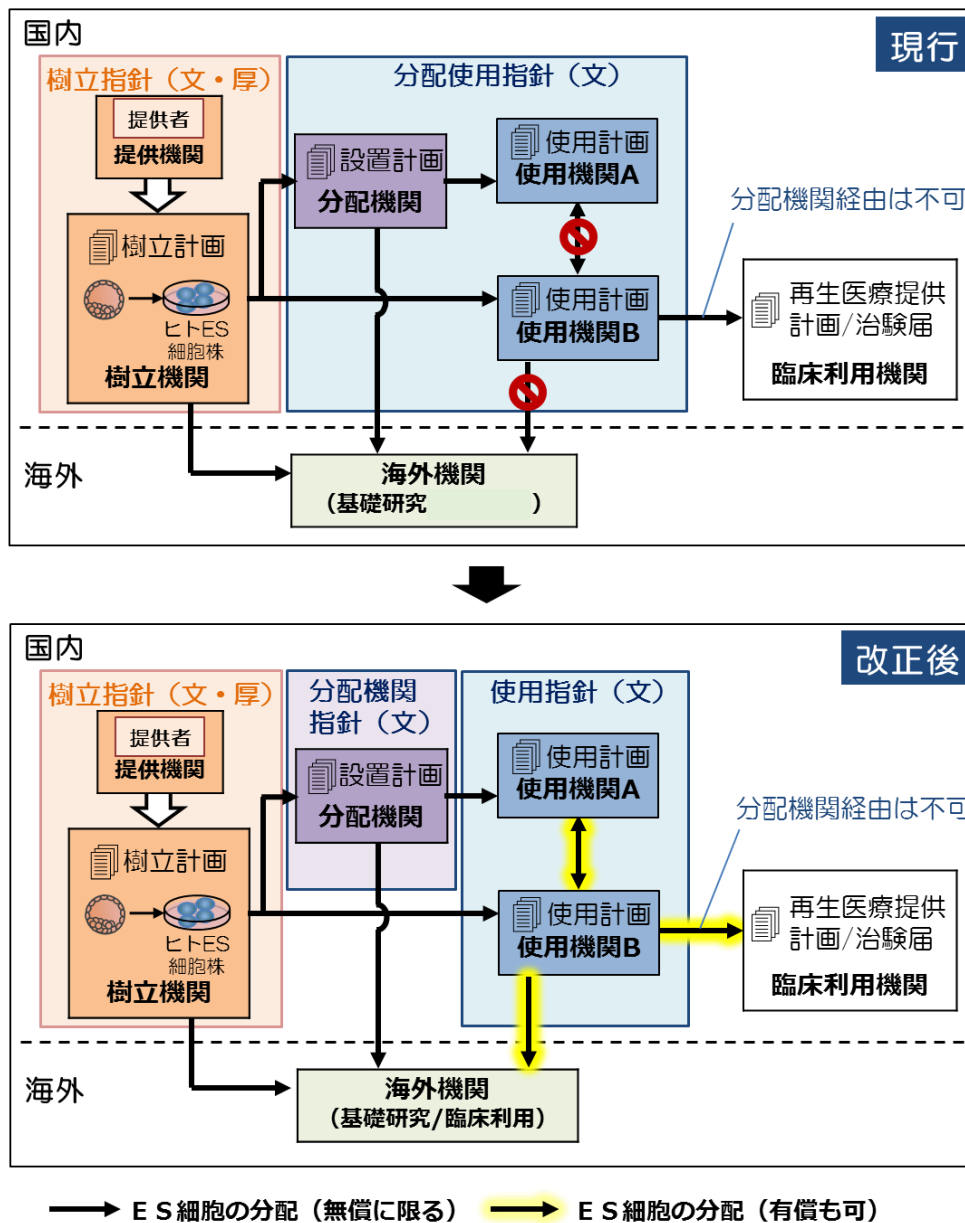 国内
現行
樹立指針（文・厚）
分配使用指針（文）
提供者
提供機関
設置計画
分配機関
使用計画
使用機関A
分配機関経由は不可
樹立計画
ヒトES
細胞株
樹立機関
使用計画
使用機関B
再生医療提供
計画/治験届
臨床利用機関
海外
海外機関
（基礎研究）
国内
改正後
樹立指針（文・厚）
分配機関
指針（文）
使用指針（文）
提供者
提供機関
設置計画
分配機関
使用計画
使用機関A
分配機関経由は不可
樹立計画
ヒトES
細胞株
樹立機関
使用計画
使用機関B
再生医療提供
計画/治験届
臨床利用機関
海外
海外機関
（基礎研究/臨床利用）
ＥＳ細胞の分配（無償に限る）
ＥＳ細胞の分配（有償も可）